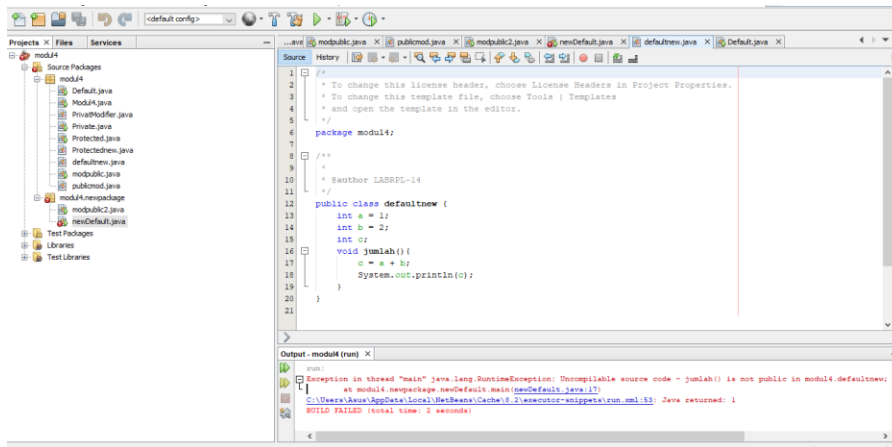 <default config>
Projects Files Services
modul4
Source Packages
modul4
Default.java
Modul4.java
PrivatModifier.java
Private.java
Protected.java
Protectednew.java
defaultnew.java
modpublic.java
publicmod.java
modul4.newpackage
modpublic2.java
newDefault.java
Test Packages
Libraries
Test Libraries
...ava modpublic.java publicmod.java modpublic2.java newDefault.java defaultnew.java Default.java
Source History
1 /*
2 * To change this license header, choose License Headers in Project Properties.
3 * To change this template file, choose Tools | Templates
4 * and open the template in the editor.
5 */
6 package modul4;
7
8 /**
9 *
10 * @author LABRPL-14
11 */
12 public class defaultnew {
13 int a = 1;
14 int b = 2;
15 int c;
16 void jumlah(){
17 c = a + b;
18 System.out.println(c);
19 }
20 }
21
Output - modul4 (run)
run:
Exception in thread "main" java.lang.RuntimeException: Uncompilable source code - jumlah() is not public in modul4.defaultnew;
at modul4.newpackage.newDefault.main(newDefault.java:17)
C:\Users\Asus\AppData\Local\NetBeans\Cache\8.2\executor-snippets\run.xml:53: Java returned: 1
BUILD FAILED (total time: 2 seconds)